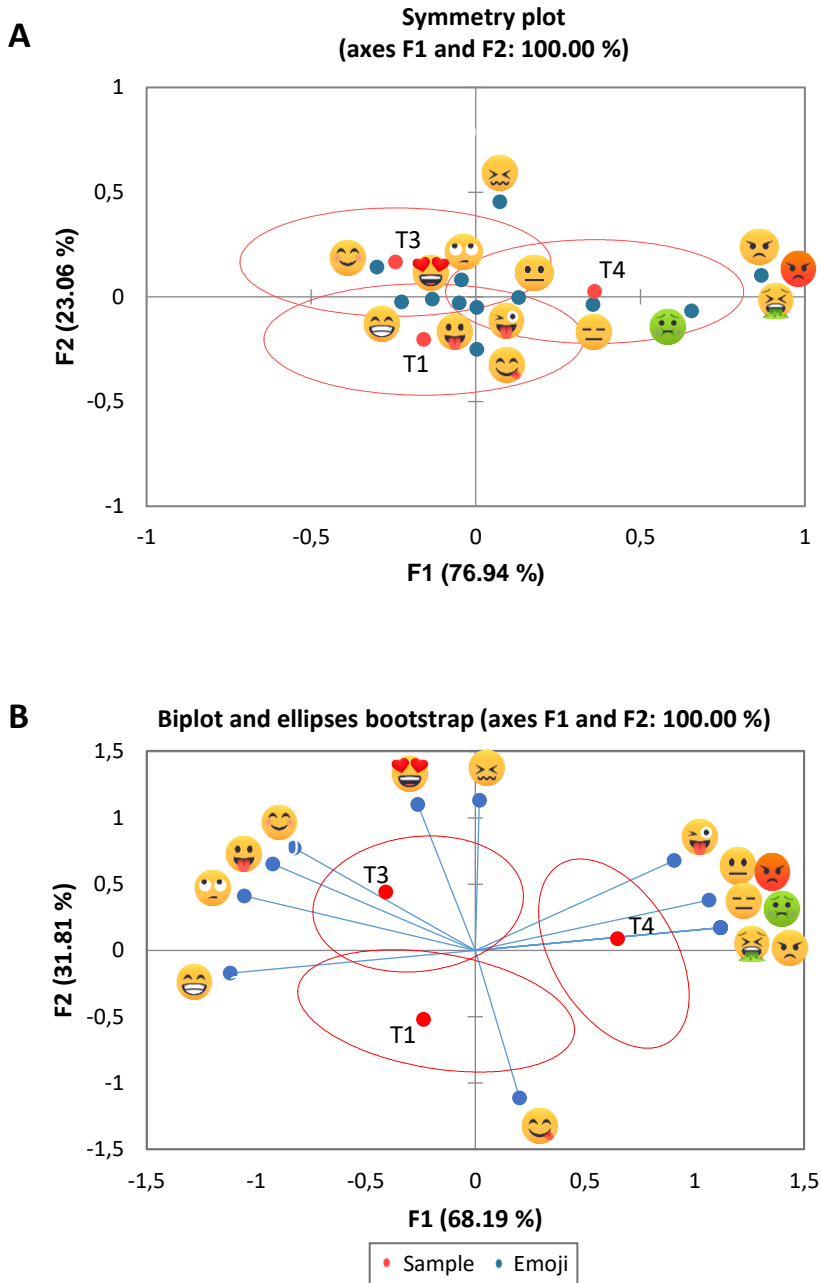 A
Symmetry plot
(axes F1 and F2: 100.00 %)
1
0,5
0
-0,5
-1
F2 (23.06 %)
T3
T4
T1
-1
-0,5
0
0,5
1
F1 (76.94 %)
B
Biplot and ellipses bootstrap (axes F1 and F2: 100.00 %)
1,5
1
0,5
0
-0,5
-1
-1,5
F2 (31.81 %)
T3
T4
T1
-1,5
-1
-0,5
0
0,5
1
1,5
F1 (68.19 %)
Sample
Emoji